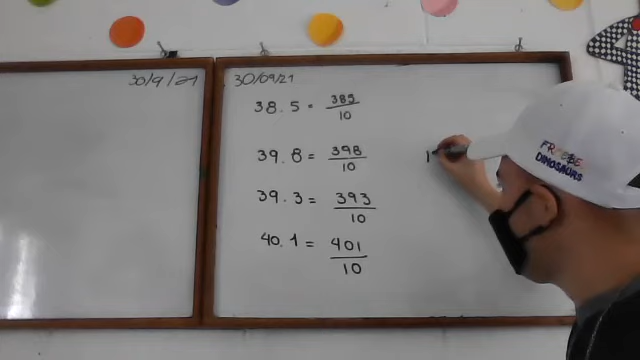 30/9/21
30/09/21
38.5 = 385/10
39.8 = 398/10
39.3 = 393/10
40.1 = 401/10
1
DINOSAURS